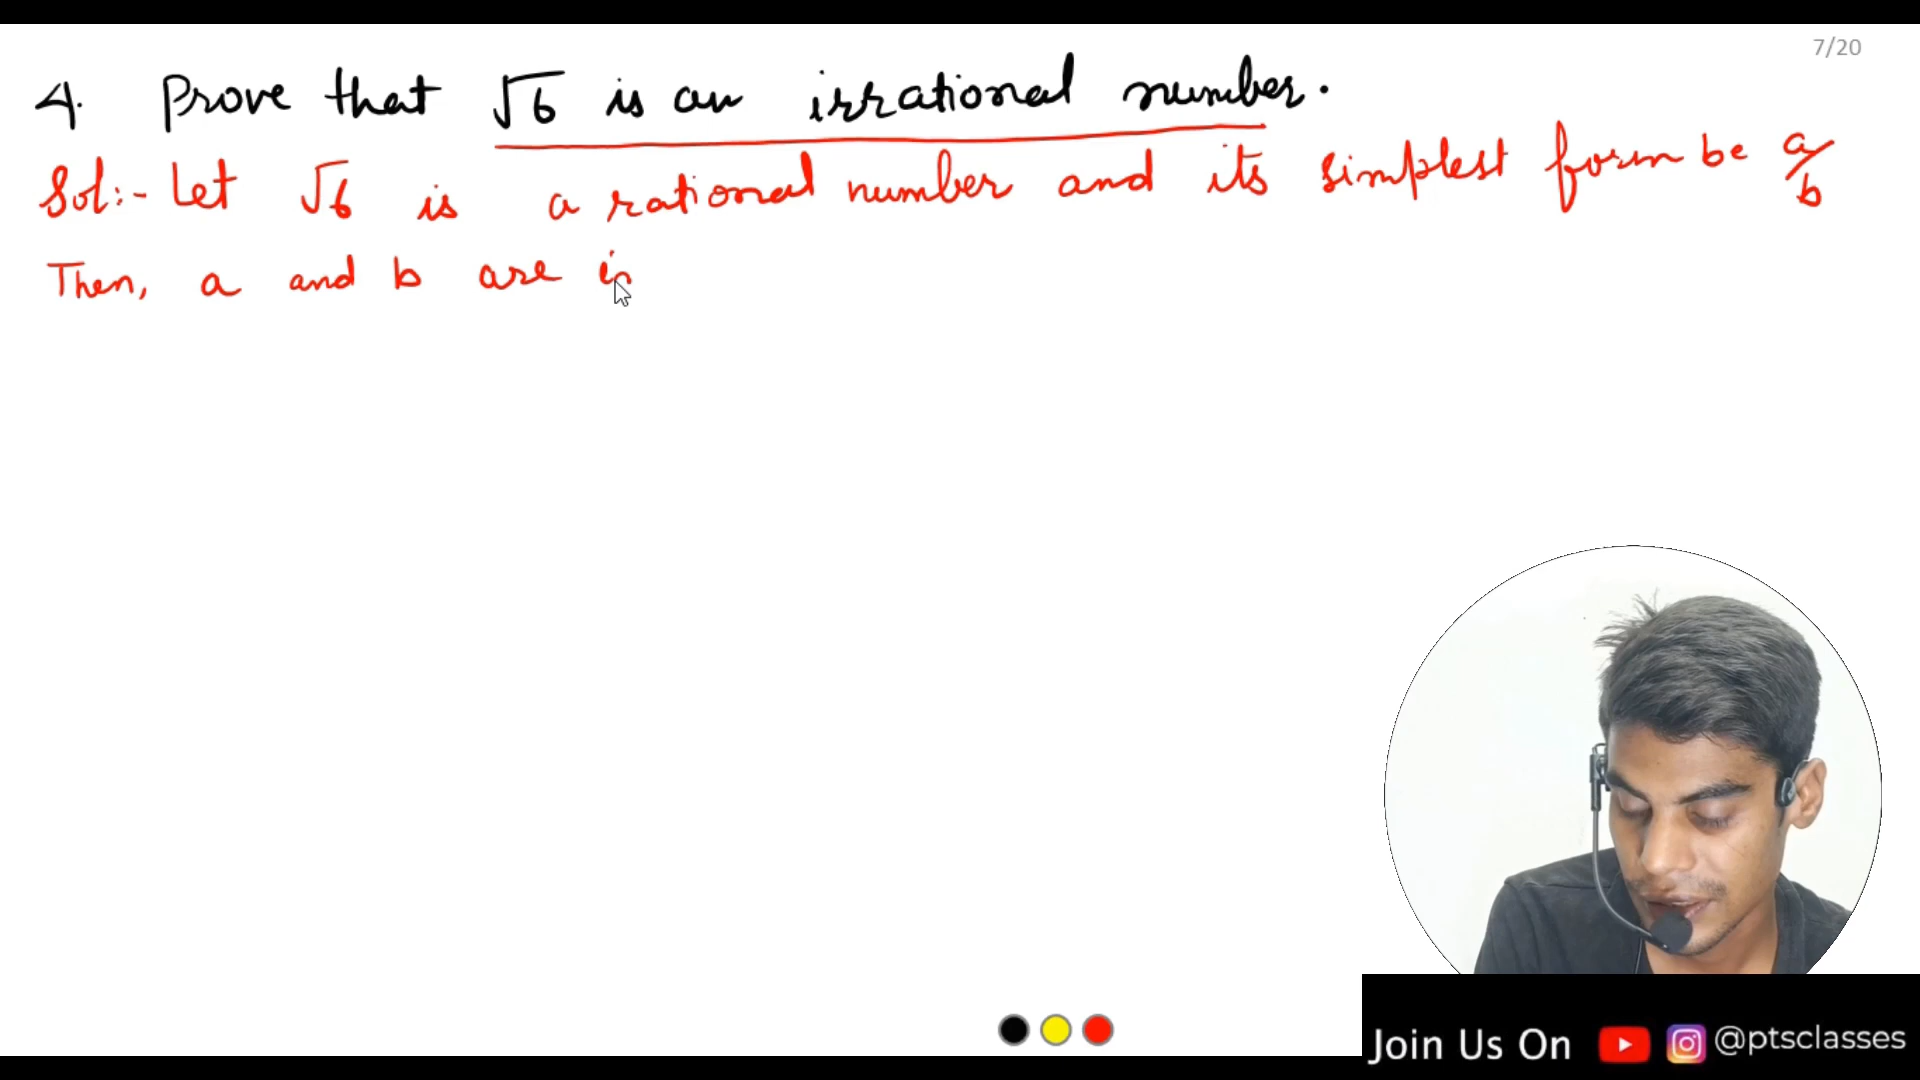 7/20
4. Prove that √6 is an irrational number.
Sol:- Let √6 is a rational number and its simplest form be a/b
Then, a and b are in
Join Us On @ptsclasses